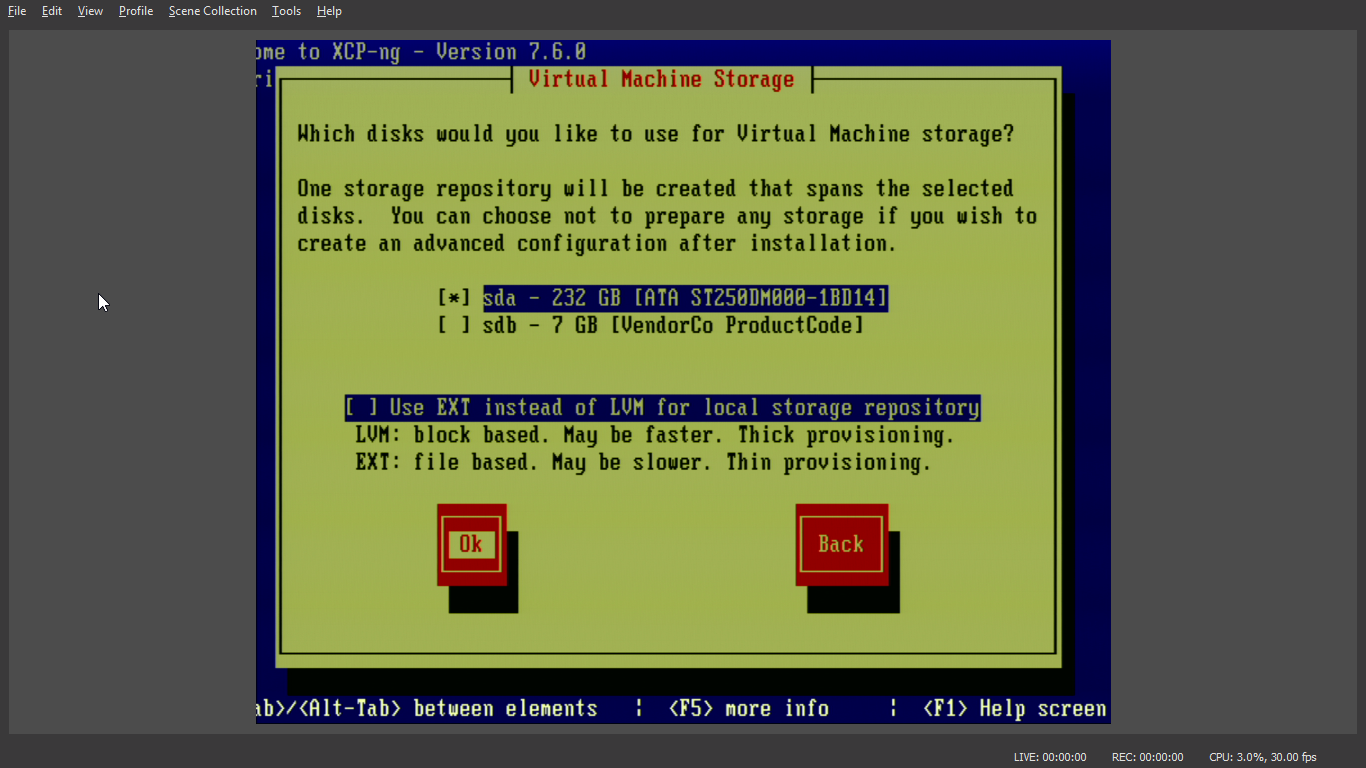 File Edit View Profile Scene Collection Tools Help
ome to XCP-ng - Version 7.6.0
ri
Virtual Machine Storage
Which disks would you like to use for Virtual Machine storage?
One storage repository will be created that spans the selected
disks.  You can choose not to prepare any storage if you wish to
create an advanced configuration after installation.
[*] sda - 232 GB [ATA ST250DM000-1BD14]
[ ] sdb - 7 GB [VendorCo ProductCode]
[ ] Use EXT instead of LVM for local storage repository
LVM: block based. May be faster. Thick provisioning.
EXT: file based. May be slower. Thin provisioning.
Ok Back
ab>/<Alt-Tab> between elements ¦ <F5> more info ¦ <F1> Help screen
LIVE: 00:00:00 REC: 00:00:00 CPU: 3.0%, 30.00 fps